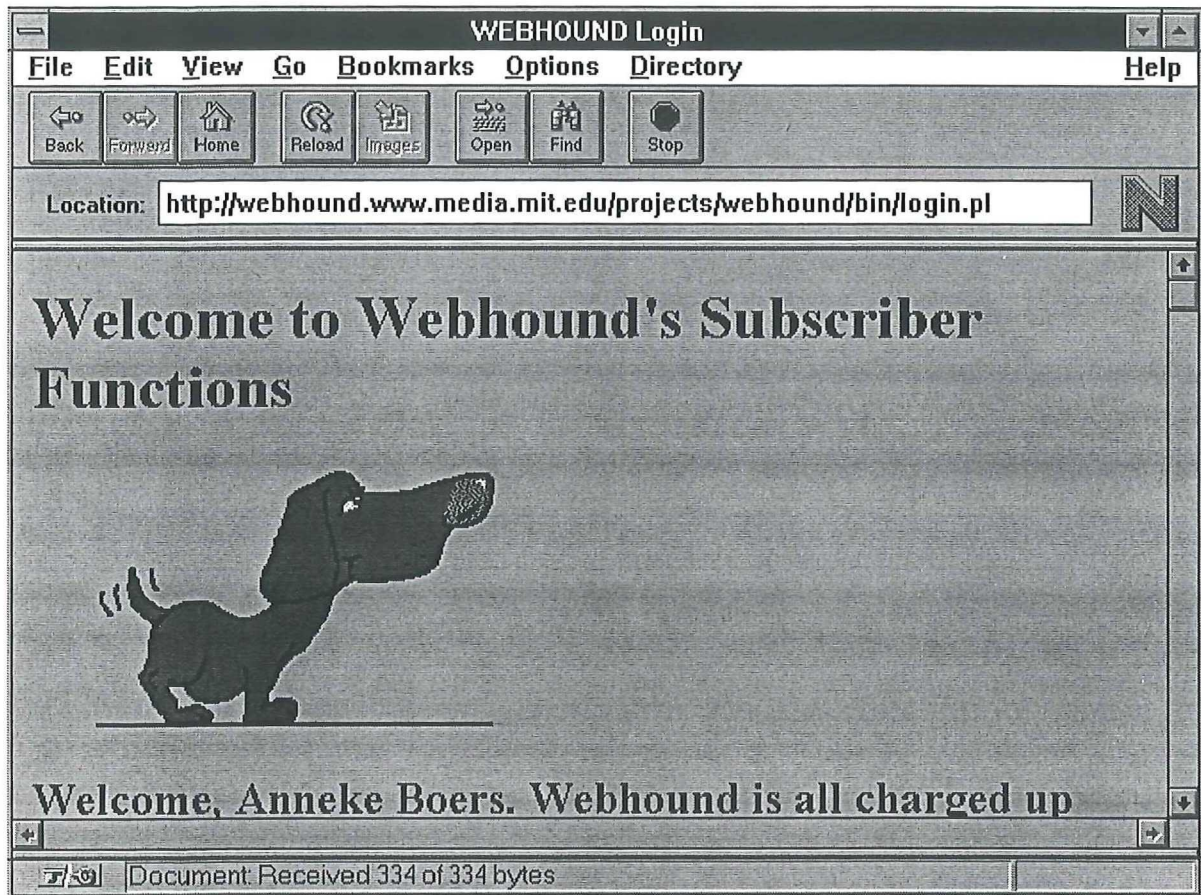 WEBHOUND Login
File Edit View Go Bookmarks Options Directory Help
Back Forward Home Reload Images Open Find Stop
Location: http://webhound.www.media.mit.edu/projects/webhound/bin/login.pl
N
Welcome to Webhound's Subscriber
Functions
Welcome, Anneke Boers. Webhound is all charged up
Document: Received 334 of 334 bytes